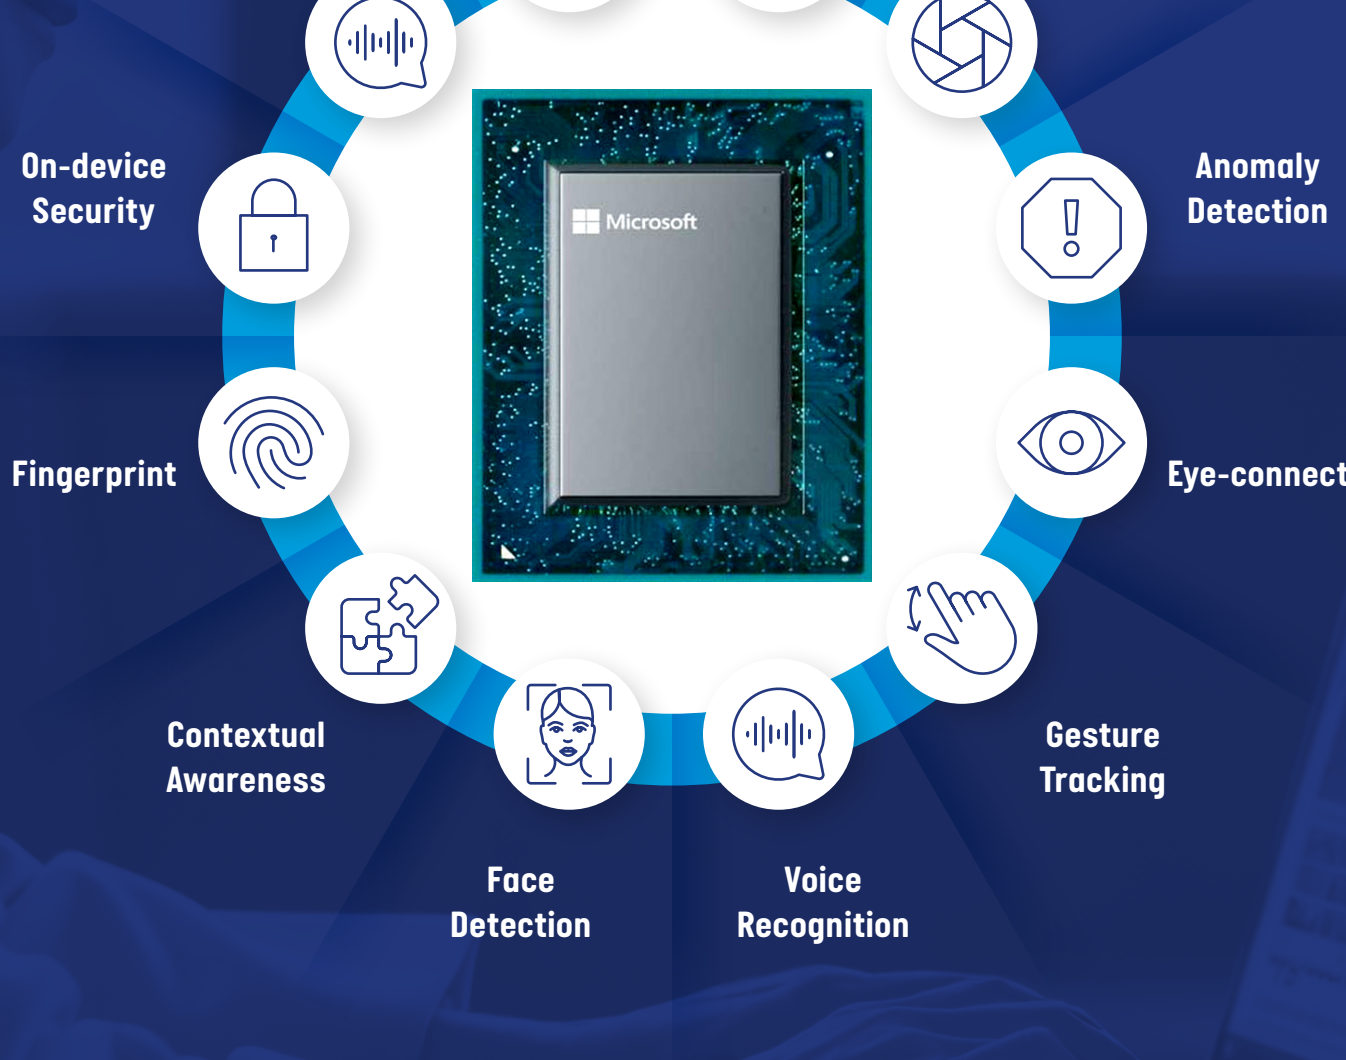 On-device
Security
Anomaly
Detection
Microsoft
Fingerprint
Eye-connect
Contextual
Awareness
Gesture
Tracking
Face
Detection
Voice
Recognition